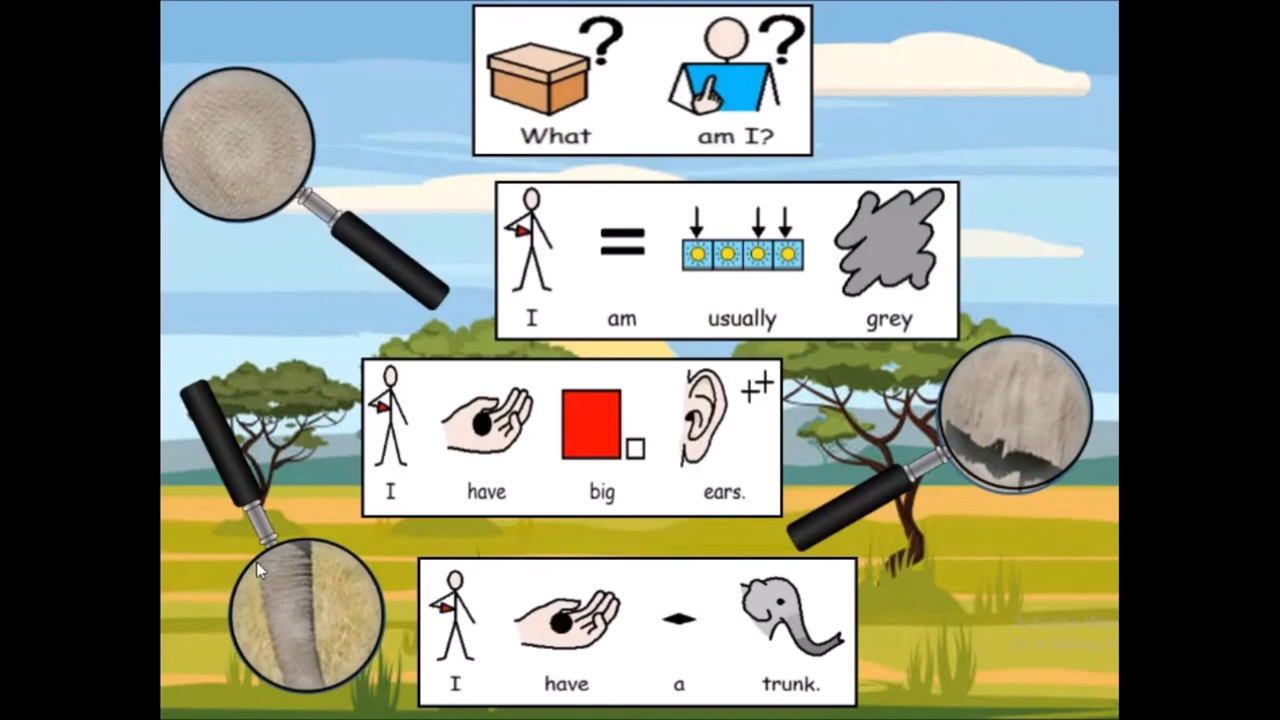 What am I?
I am usually grey
I have big ears.
I have a trunk.